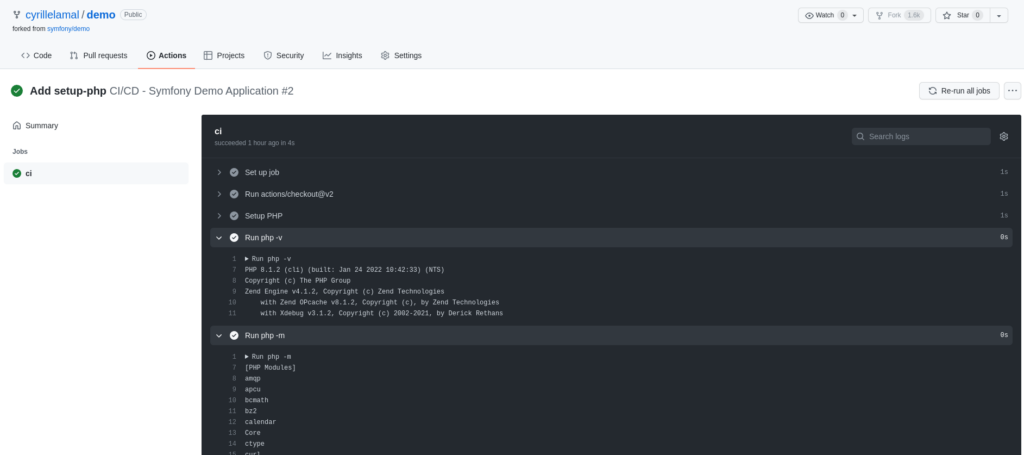 cyrillelamal / demo Public
Watch 0
Fork 1.6k
Star 0
forked from symfony/demo
Code
Pull requests
Actions
Projects
Security
Insights
Settings
Add setup-php CI/CD - Symfony Demo Application #2
Re-run all jobs
Summary
Jobs
ci
ci
succeeded 1 hour ago in 4s
Search logs
Set up job 1s
Run actions/checkout@v2 1s
Setup PHP 1s
Run php -v 0s
1 Run php -v
7 PHP 8.1.2 (cli) (built: Jan 24 2022 10:42:33) (NTS)
8 Copyright (c) The PHP Group
9 Zend Engine v4.1.2, Copyright (c) Zend Technologies
10 with Zend OPcache v8.1.2, Copyright (c), by Zend Technologies
11 with Xdebug v3.1.2, Copyright (c) 2002-2021, by Derick Rethans
Run php -m 0s
1 Run php -m
7 [PHP Modules]
8 amqp
9 apcu
10 bcmath
11 bz2
12 calendar
13 Core
14 ctype
15 curl